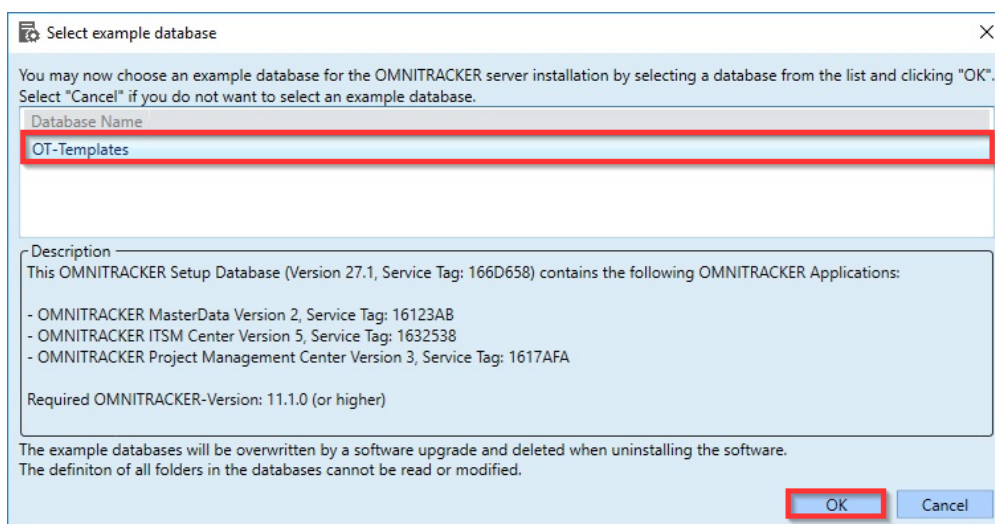 Select example database
You may now choose an example database for the OMNITRACKER server installation by selecting a database from the list and clicking "OK".
Select "Cancel" if you do not want to select an example database.
Database Name
OT-Templates
Description
This OMNITRACKER Setup Database (Version 27.1, Service Tag: 166D658) contains the following OMNITRACKER Applications:
- OMNITRACKER MasterData Version 2, Service Tag: 16123AB
- OMNITRACKER ITSM Center Version 5, Service Tag: 1632538
- OMNITRACKER Project Management Center Version 3, Service Tag: 1617AFA
Required OMNITRACKER-Version: 11.1.0 (or higher)
The example databases will be overwritten by a software upgrade and deleted when uninstalling the software.
The definiton of all folders in the databases cannot be read or modified.
OK Cancel